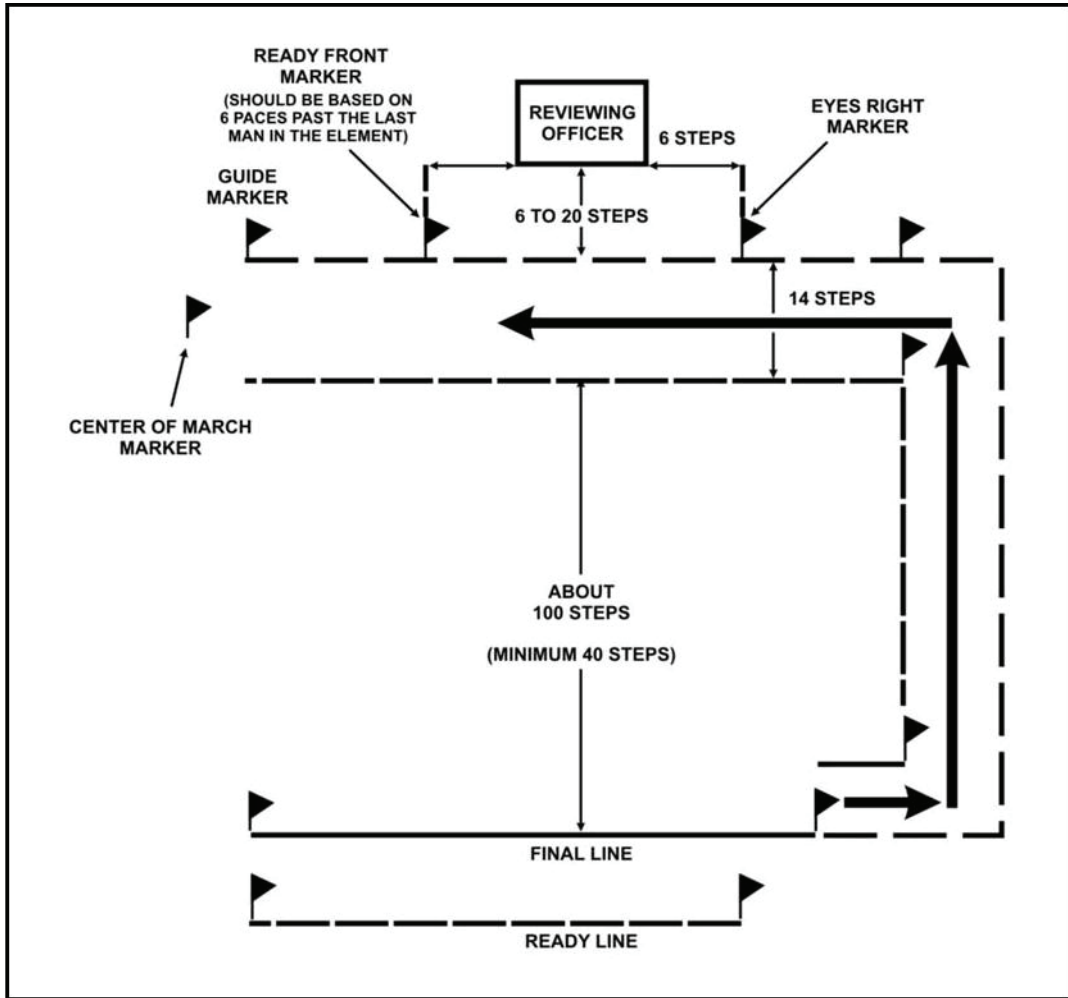 READY FRONT
MARKER
(SHOULD BE BASED ON
6 PACES PAST THE LAST
MAN IN THE ELEMENT)
REVIEWING
OFFICER
6 STEPS
EYES RIGHT
MARKER
GUIDE
MARKER
6 TO 20 STEPS
14 STEPS
CENTER OF MARCH
MARKER
ABOUT
100 STEPS
(MINIMUM 40 STEPS)
FINAL LINE
READY LINE